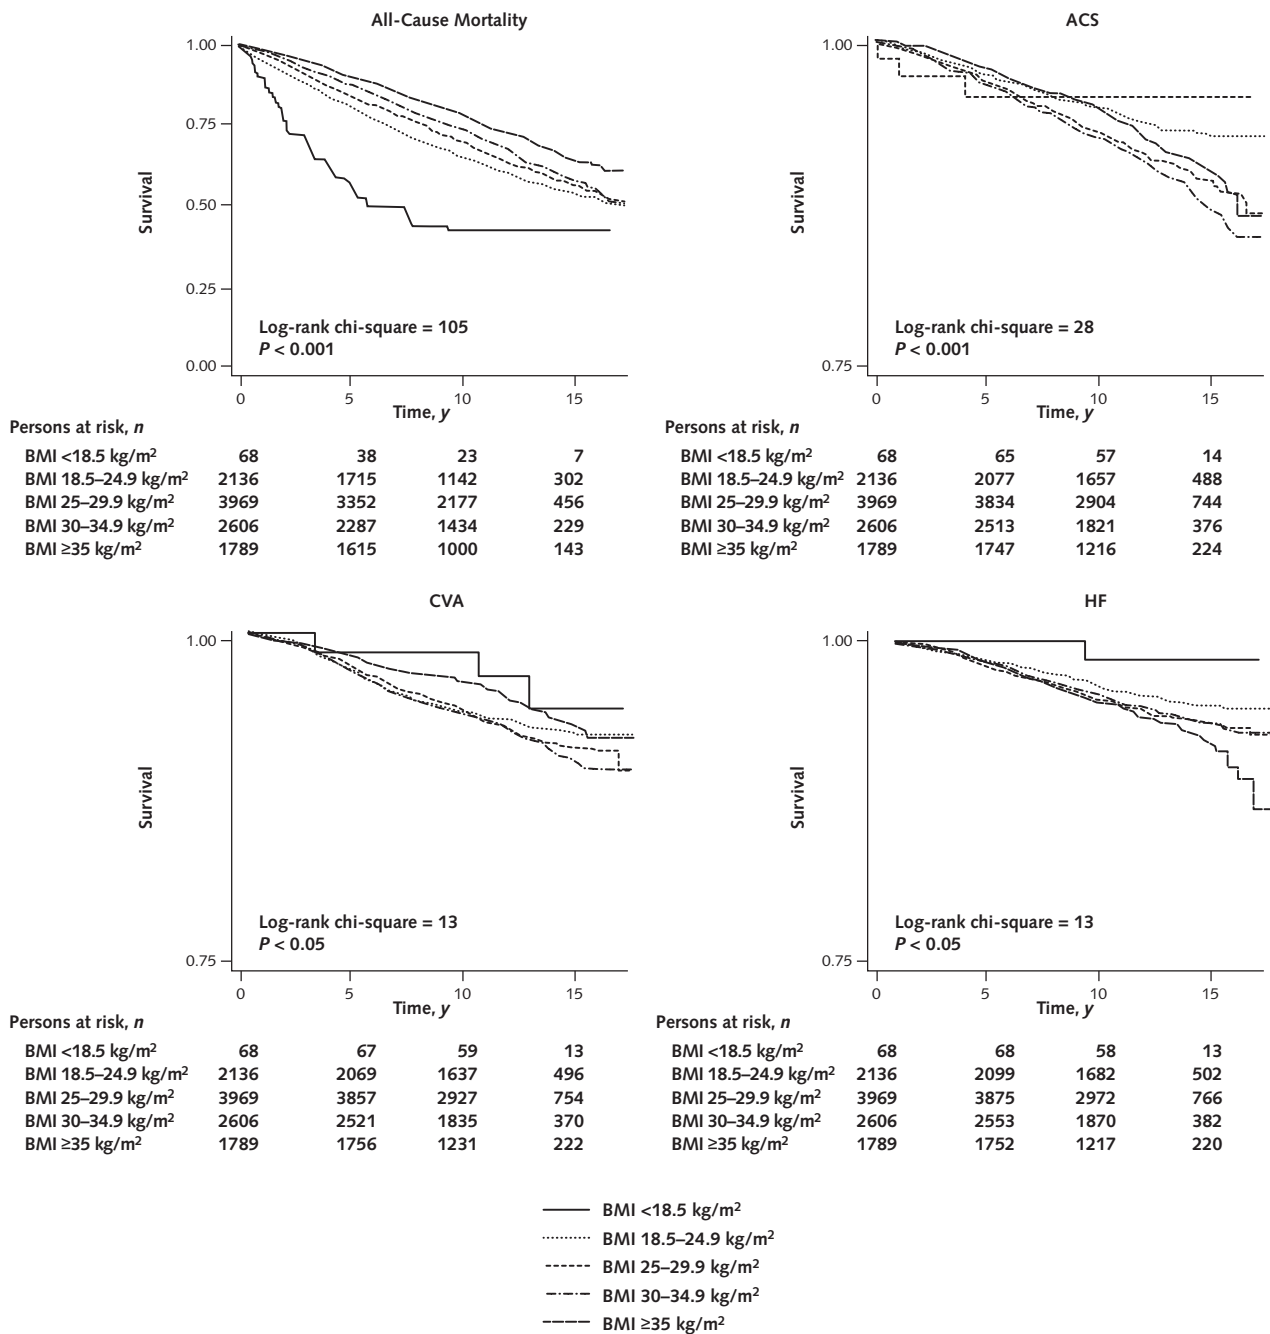 All-Cause Mortality
1.00
0.75
0.50
0.25
0.00
Survival
Log-rank chi-square = 105
P < 0.001
0 5 10 15
Time, y
Persons at risk, n
BMI <18.5 kg/m² 68 38 23 7
BMI 18.5–24.9 kg/m² 2136 1715 1142 302
BMI 25–29.9 kg/m² 3969 3352 2177 456
BMI 30–34.9 kg/m² 2606 2287 1434 229
BMI ≥35 kg/m² 1789 1615 1000 143
ACS
1.00
0.75
Survival
Log-rank chi-square = 28
P < 0.001
0 5 10 15
Time, y
Persons at risk, n
BMI <18.5 kg/m² 68 65 57 14
BMI 18.5–24.9 kg/m² 2136 2077 1657 488
BMI 25–29.9 kg/m² 3969 3834 2904 744
BMI 30–34.9 kg/m² 2606 2513 1821 376
BMI ≥35 kg/m² 1789 1747 1216 224
CVA
1.00
0.75
Survival
Log-rank chi-square = 13
P < 0.05
0 5 10 15
Time, y
Persons at risk, n
BMI <18.5 kg/m² 68 67 59 13
BMI 18.5–24.9 kg/m² 2136 2069 1637 496
BMI 25–29.9 kg/m² 3969 3857 2927 754
BMI 30–34.9 kg/m² 2606 2521 1835 370
BMI ≥35 kg/m² 1789 1756 1231 222
HF
1.00
0.75
Survival
Log-rank chi-square = 13
P < 0.05
0 5 10 15
Time, y
Persons at risk, n
BMI <18.5 kg/m² 68 68 58 13
BMI 18.5–24.9 kg/m² 2136 2099 1682 502
BMI 25–29.9 kg/m² 3969 3875 2972 766
BMI 30–34.9 kg/m² 2606 2553 1870 382
BMI ≥35 kg/m² 1789 1752 1217 220
BMI <18.5 kg/m²
BMI 18.5–24.9 kg/m²
BMI 25–29.9 kg/m²
BMI 30–34.9 kg/m²
BMI ≥35 kg/m²